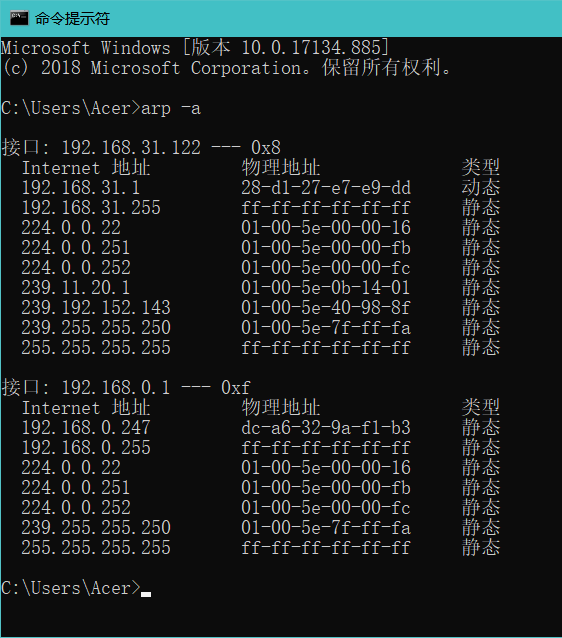 命令提示符
Microsoft Windows [版本 10.0.17134.885]
(c) 2018 Microsoft Corporation。保留所有权利。
C:\Users\Acer>arp -a
接口: 192.168.31.122 --- 0x8
Internet 地址 物理地址 类型
192.168.31.1 28-d1-27-e7-e9-dd 动态
192.168.31.255 ff-ff-ff-ff-ff-ff 静态
224.0.0.22 01-00-5e-00-00-16 静态
224.0.0.251 01-00-5e-00-00-fb 静态
224.0.0.252 01-00-5e-00-00-fc 静态
239.11.20.1 01-00-5e-0b-14-01 静态
239.192.152.143 01-00-5e-40-98-8f 静态
239.255.255.250 01-00-5e-7f-ff-fa 静态
255.255.255.255 ff-ff-ff-ff-ff-ff 静态
接口: 192.168.0.1 --- 0xf
Internet 地址 物理地址 类型
192.168.0.247 dc-a6-32-9a-f1-b3 静态
192.168.0.255 ff-ff-ff-ff-ff-ff 静态
224.0.0.22 01-00-5e-00-00-16 静态
224.0.0.251 01-00-5e-00-00-fb 静态
224.0.0.252 01-00-5e-00-00-fc 静态
239.255.255.250 01-00-5e-7f-ff-fa 静态
255.255.255.255 ff-ff-ff-ff-ff-ff 静态
C:\Users\Acer>